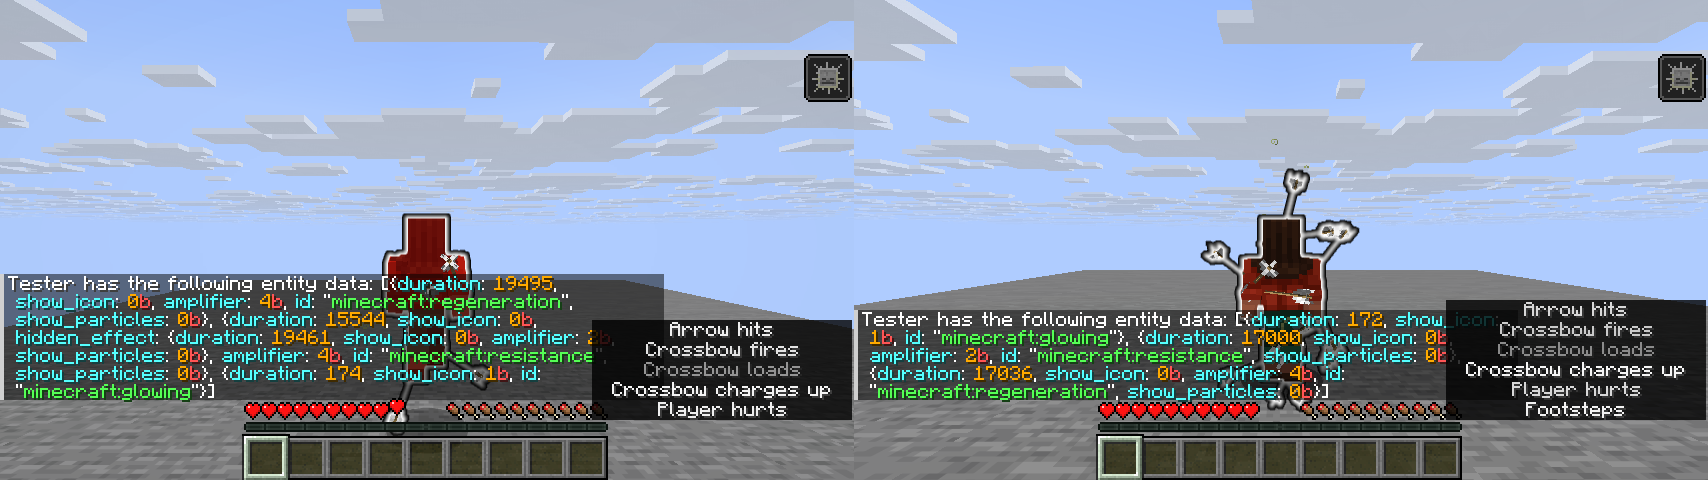 Tester has the following entity data: [{duration: 19495,
show_icon: 0b, amplifier: 4b, id: "minecraft:regeneration",
show_particles: 0b}, {duration: 15544, show_icon: 0b,
hidden_effect: {duration: 19461, show_icon: 0b, amplifier: 2b,
show_particles: 0b}, amplifier: 4b, id: "minecraft:resistance",
show_particles: 0b}, {duration: 174, show_icon: 1b, id:
"minecraft:glowing"}]
Arrow hits
Crossbow fires
Crossbow loads
Crossbow charges up
Player hurts
Tester has the following entity data: [{duration: 172, show_icon:
1b, id: "minecraft:glowing"}, {duration: 17000, show_icon: 0b,
amplifier: 2b, id: "minecraft:resistance", show_particles: 0b},
{duration: 17036, show_icon: 0b, amplifier: 4b, id:
"minecraft:regeneration", show_particles: 0b}]
Arrow hits
Crossbow fires
Crossbow loads
Crossbow charges up
Player hurts
Footsteps